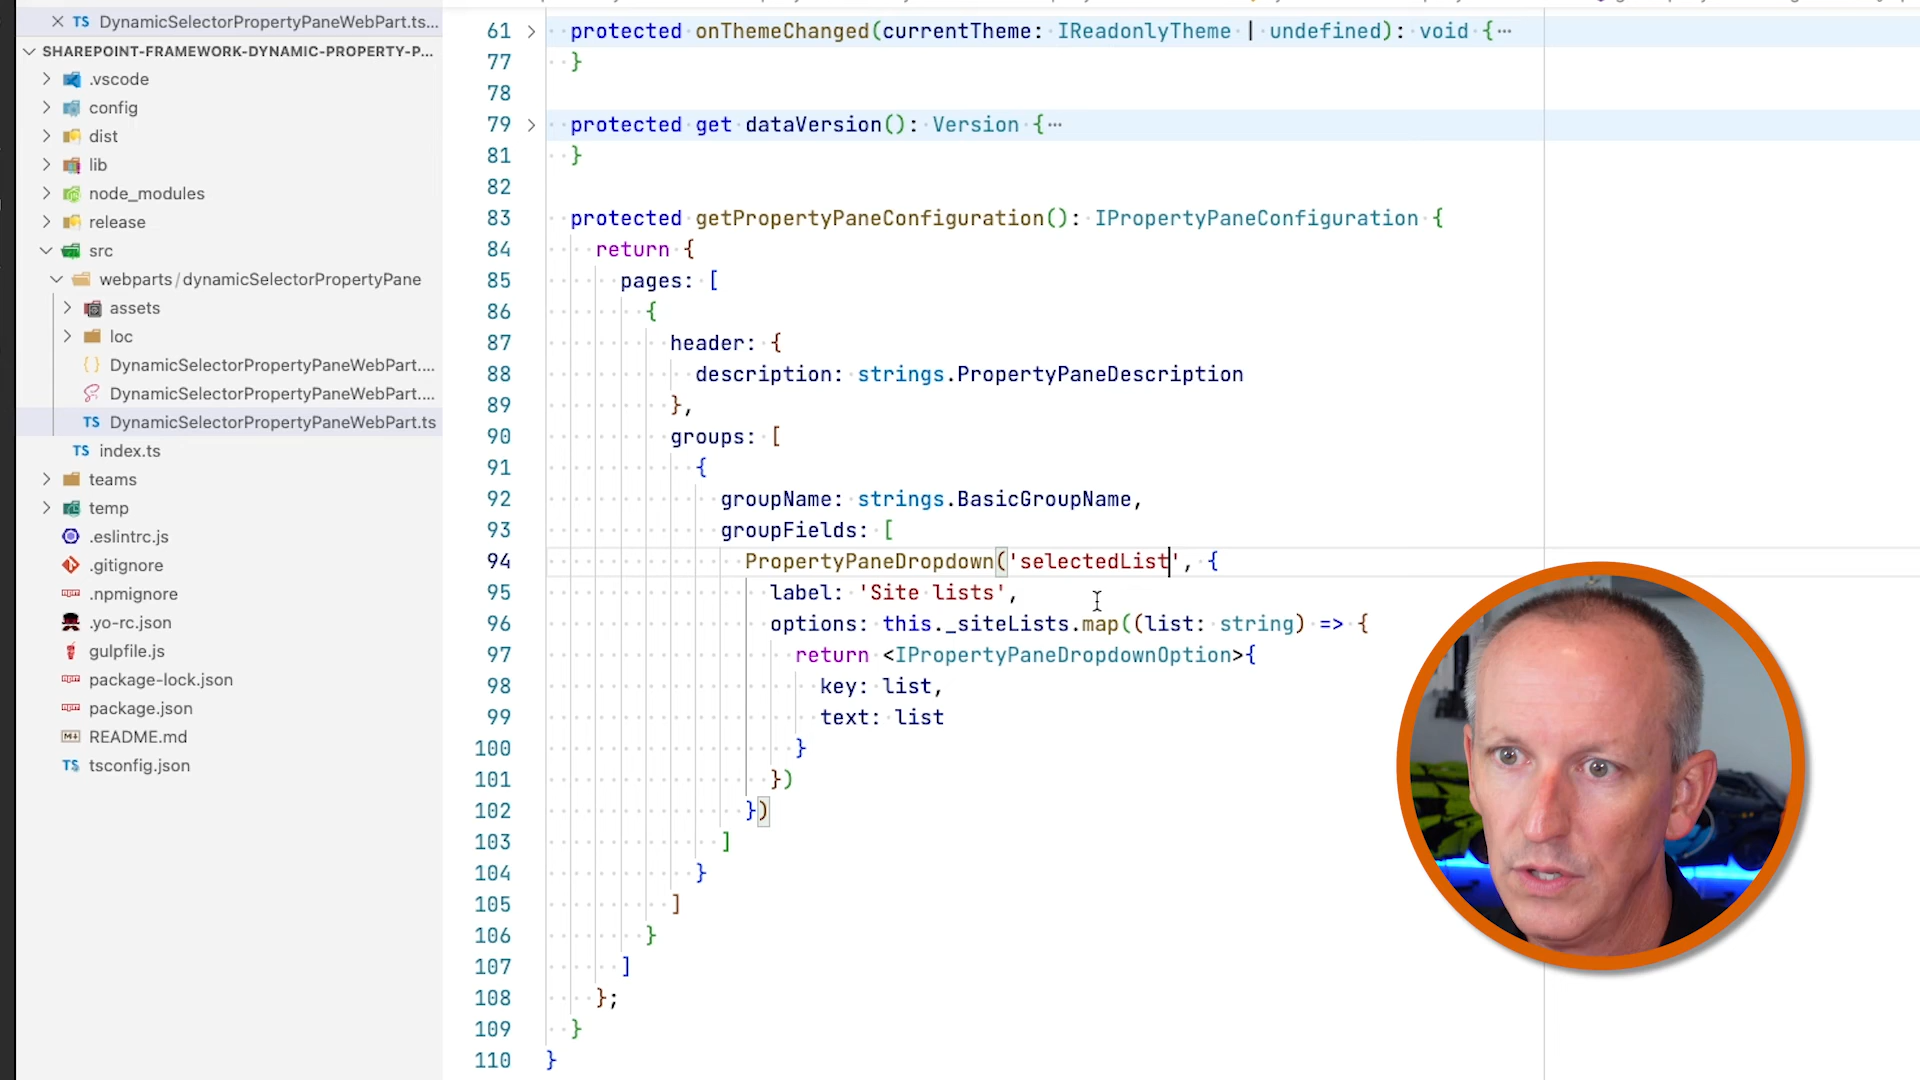 DynamicSelectorPropertyPaneWebPart.ts...
SHAREPOINT-FRAMEWORK-DYNAMIC-PROPERTY-P...
.vscode
config
dist
lib
node_modules
release
src
webparts/dynamicSelectorPropertyPane
assets
loc
DynamicSelectorPropertyPaneWebPart....
DynamicSelectorPropertyPaneWebPart....
TS DynamicSelectorPropertyPaneWebPart.ts
TS index.ts
teams
temp
.eslintrc.js
.gitignore
.npmignore
.yo-rc.json
gulpfile.js
package-lock.json
package.json
README.md
TS tsconfig.json
61 protected onThemeChanged(currentTheme: IReadonlyTheme | undefined): void {…
77 }
78
79 protected get dataVersion(): Version {…
81 }
82
83 protected getPropertyPaneConfiguration(): IPropertyPaneConfiguration {
84 return {
85 pages: [
86 {
87 header: {
88 description: strings.PropertyPaneDescription
89 },
90 groups: [
91 {
92 groupName: strings.BasicGroupName,
93 groupFields: [
94 PropertyPaneDropdown('selectedList', {
95 label: 'Site lists',
96 options: this._siteLists.map((list: string) => {
97 return <IPropertyPaneDropdownOption>{
98 key: list,
99 text: list
100 }
101 })
102 })
103 ]
104 }
105 ]
106 }
107 ]
108 };
109 }
110 }